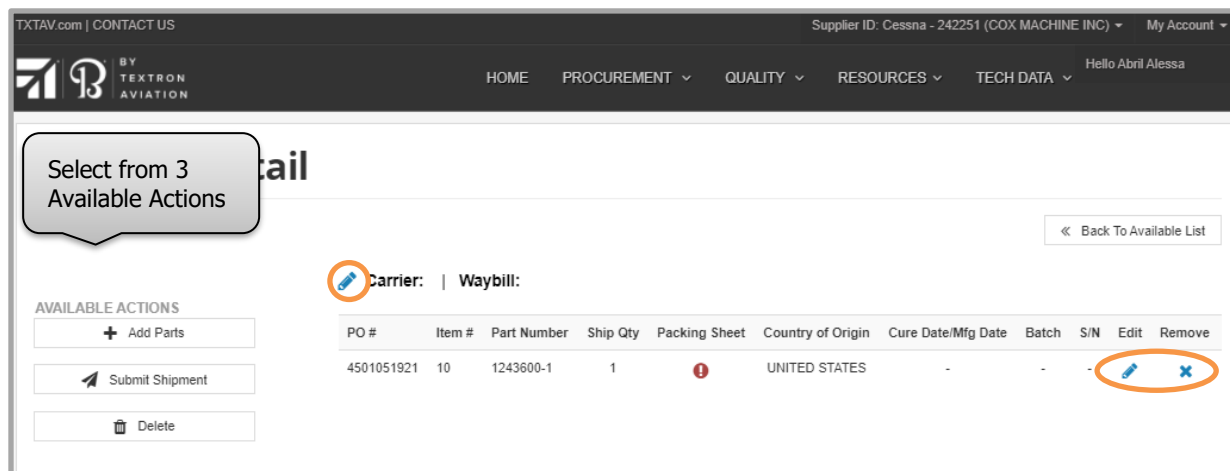 TXTAV.com | CONTACT US
Supplier ID: Cessna - 242251 (COX MACHINE INC)
My Account
BY
TEXTRON
AVIATION
HOME
PROCUREMENT
QUALITY
RESOURCES
TECH DATA
Hello Abril Alessa
Select from 3
Available Actions
tail
« Back To Available List
Carrier: | Waybill:
AVAILABLE ACTIONS
Add Parts
Submit Shipment
Delete
PO # Item # Part Number Ship Qty Packing Sheet Country of Origin Cure Date/Mfg Date Batch S/N Edit Remove
4501051921 10 1243600-1 1 UNITED STATES - - -